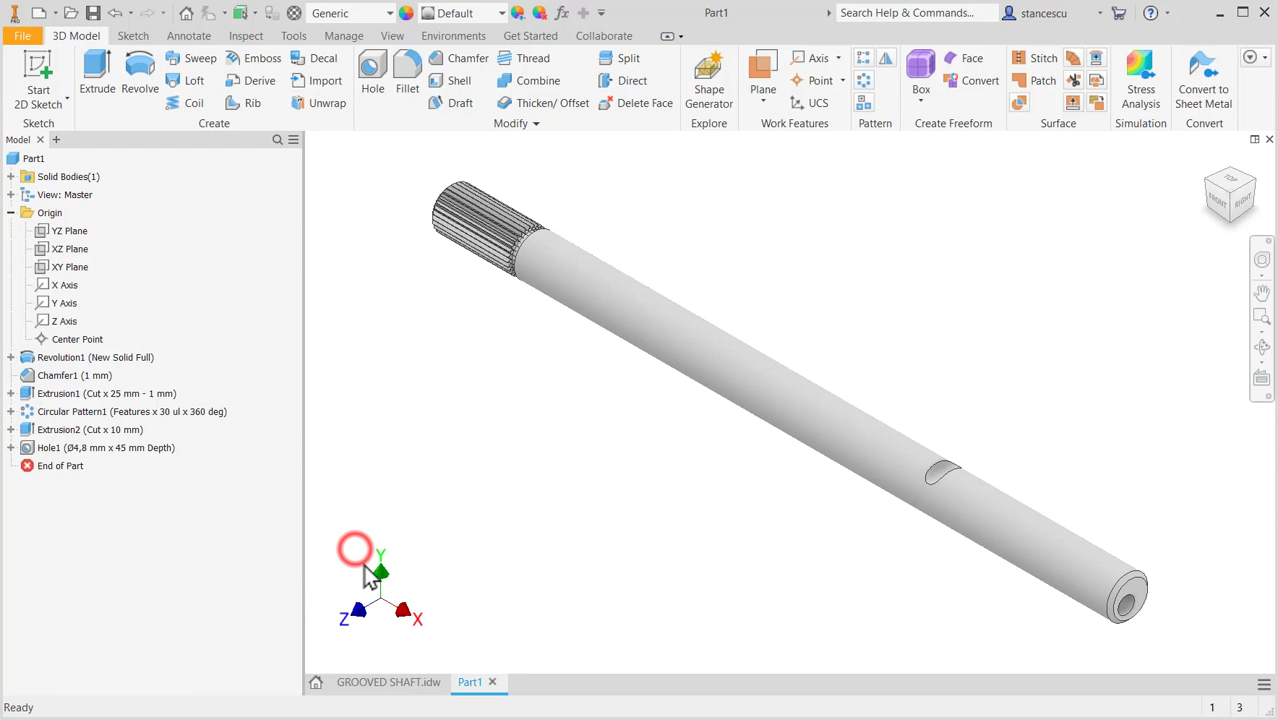 PRO
Generic
Default
Part1
Search Help & Commands...
stancescu
File
3D Model
Sketch
Annotate
Inspect
Tools
Manage
View
Environments
Get Started
Collaborate
Start
2D Sketch
Extrude
Revolve
Sweep
Loft
Coil
Emboss
Derive
Rib
Decal
Import
Unwrap
Hole
Fillet
Chamfer
Shell
Draft
Thread
Combine
Thicken/ Offset
Split
Direct
Delete Face
Shape
Generator
Plane
Axis
Point
UCS
Box
Face
Convert
Stitch
Patch
Stress
Analysis
Convert to
Sheet Metal
Sketch
Create
Modify
Explore
Work Features
Pattern
Create Freeform
Surface
Simulation
Convert
Model
Part1
Solid Bodies(1)
View: Master
Origin
YZ Plane
XZ Plane
XY Plane
X Axis
Y Axis
Z Axis
Center Point
Revolution1 (New Solid Full)
Chamfer1 (1 mm)
Extrusion1 (Cut x 25 mm - 1 mm)
Circular Pattern1 (Features x 30 ul x 360 deg)
Extrusion2 (Cut x 10 mm)
Hole1 (Ø4,8 mm x 45 mm Depth)
End of Part
TOP
FRONT
RIGHT
Y
Z
X
GROOVED SHAFT.idw
Part1
Ready
1
3